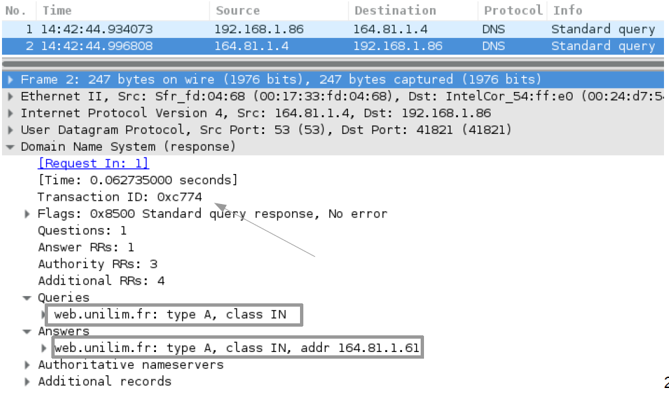 No. Time Source Destination Protocol Info
1 14:42:44.934073 192.168.1.86 164.81.1.4 DNS Standard query
2 14:42:44.996808 164.81.1.4 192.168.1.86 DNS Standard query
Frame 2: 247 bytes on wire (1976 bits), 247 bytes captured (1976 bits)
Ethernet II, Src: Sfr_fd:04:68 (00:17:33:fd:04:68), Dst: IntelCor_54:ff:e0 (00:24:d7:5
Internet Protocol Version 4, Src: 164.81.1.4, Dst: 192.168.1.86
User Datagram Protocol, Src Port: 53 (53), Dst Port: 41821 (41821)
Domain Name System (response)
[Request In: 1]
[Time: 0.062735000 seconds]
Transaction ID: 0xc774
Flags: 0x8500 Standard query response, No error
Questions: 1
Answer RRs: 1
Authority RRs: 3
Additional RRs: 4
Queries
web.unilim.fr: type A, class IN
Answers
web.unilim.fr: type A, class IN, addr 164.81.1.61
Authoritative nameservers
Additional records
2